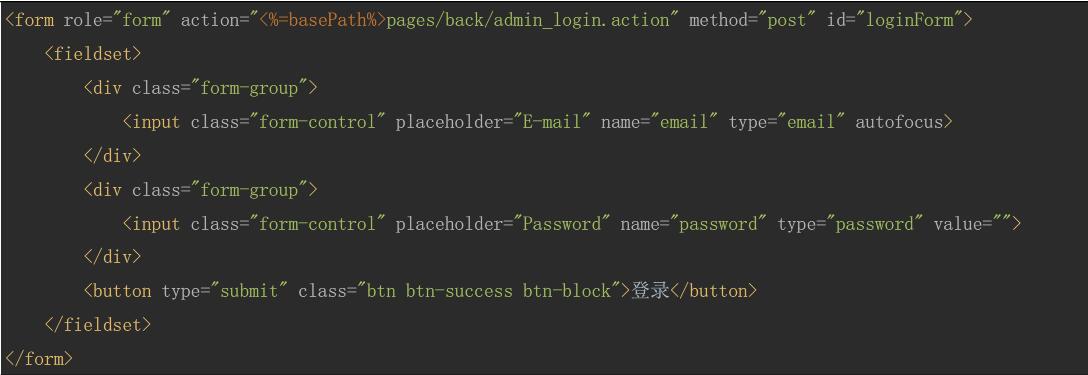 <form role="form" action="<%=basePath%>pages/back/admin_login.action" method="post" id="loginForm">
    <fieldset>
        <div class="form-group">
            <input class="form-control" placeholder="E-mail" name="email" type="email" autofocus>
        </div>
        <div class="form-group">
            <input class="form-control" placeholder="Password" name="password" type="password" value="">
        </div>
        <button type="submit" class="btn btn-success btn-block">登录</button>
    </fieldset>
</form>